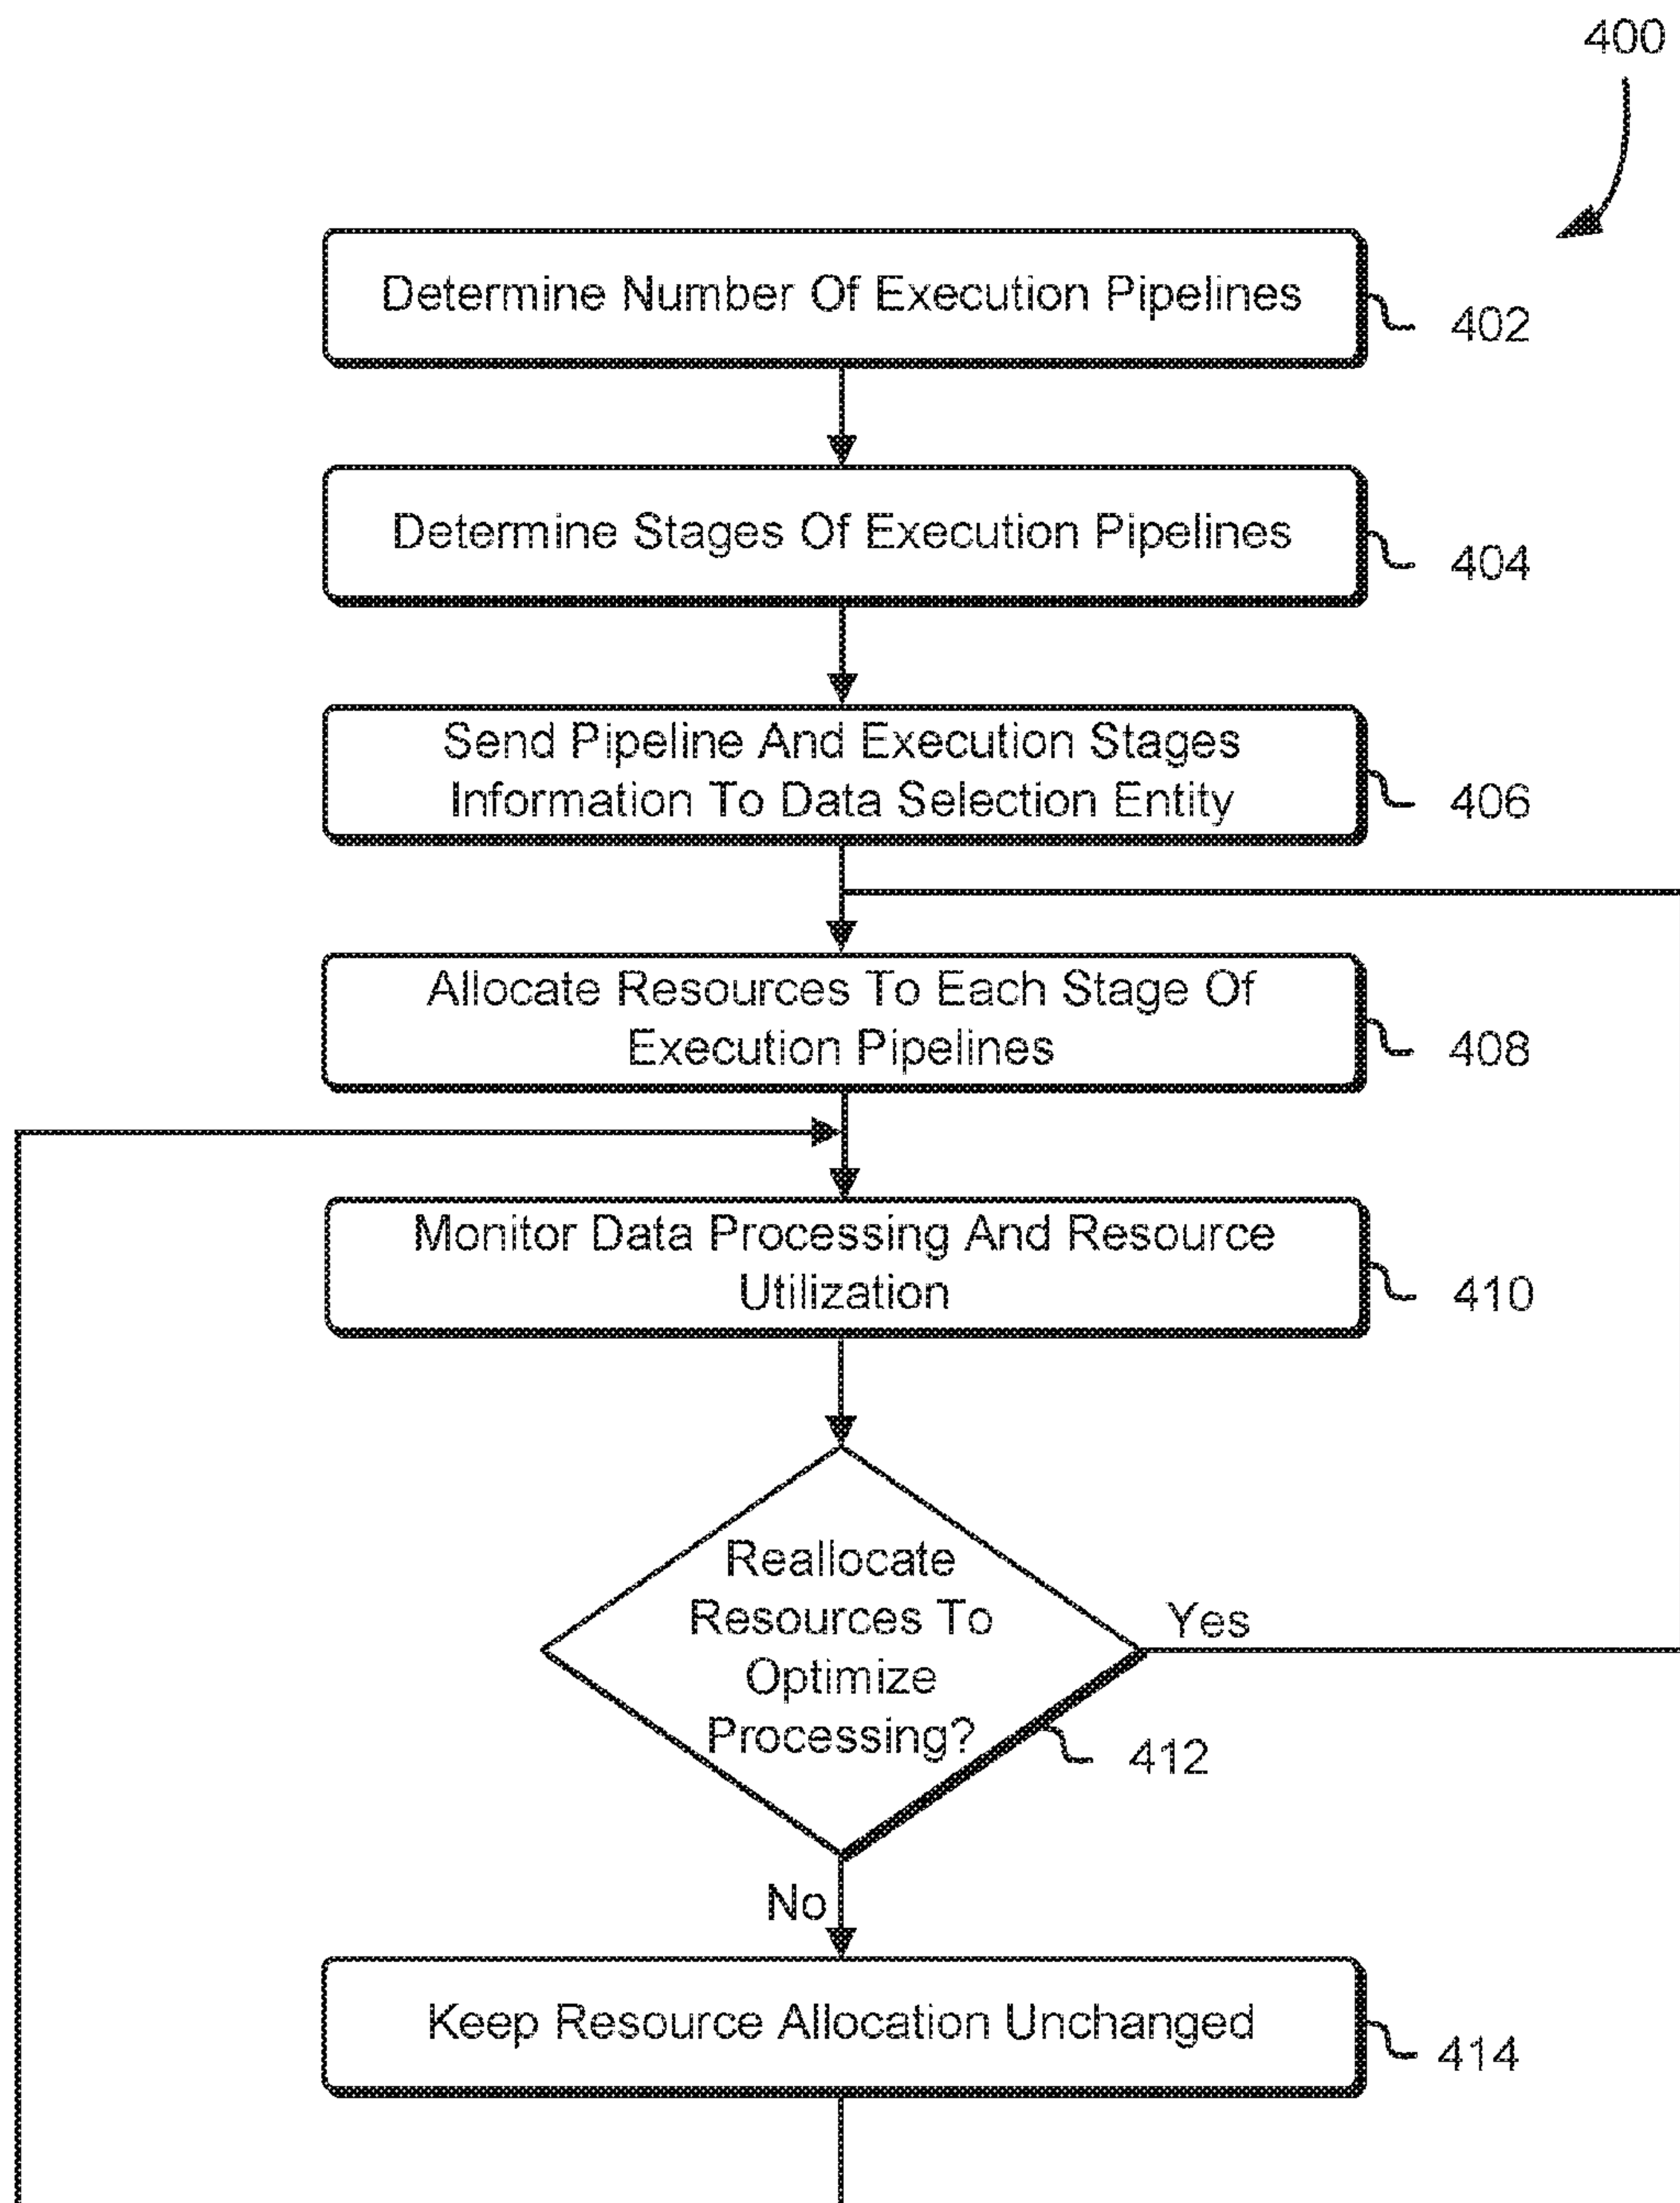 400
Determine Number Of Execution Pipelines
402
Determine Stages Of Execution Pipelines
404
Send Pipeline And Execution Stages
Information To Data Selection Entity
406
Allocate Resources To Each Stage Of
Execution Pipelines
408
Monitor Data Processing And Resource
Utilization
410
Reallocate
Resources To
Optimize
Processing?
Yes
412
No
Keep Resource Allocation Unchanged
414